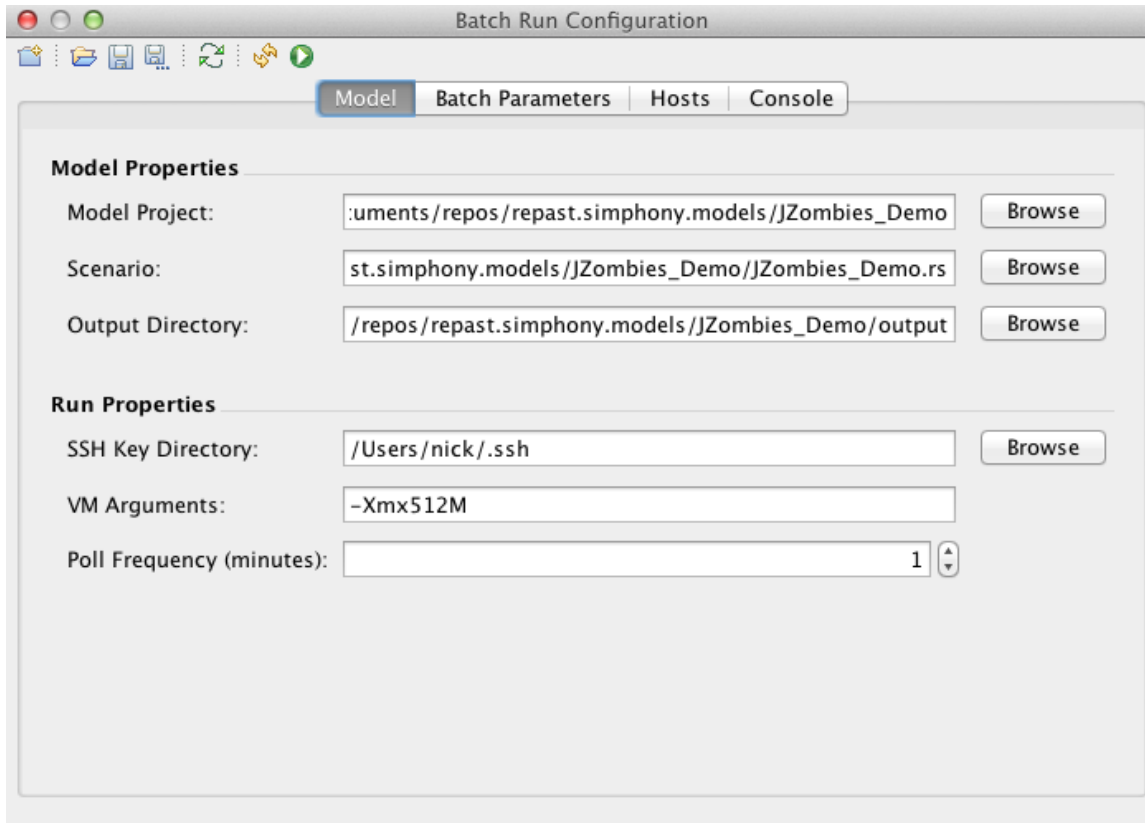 Batch Run Configuration
Model Batch Parameters Hosts Console
Model Properties
Model Project: :uments/repos/repast.simphony.models/JZombies_Demo Browse
Scenario: st.simphony.models/JZombies_Demo/JZombies_Demo.rs Browse
Output Directory: /repos/repast.simphony.models/JZombies_Demo/output Browse
Run Properties
SSH Key Directory: /Users/nick/.ssh Browse
VM Arguments: -Xmx512M
Poll Frequency (minutes): 1